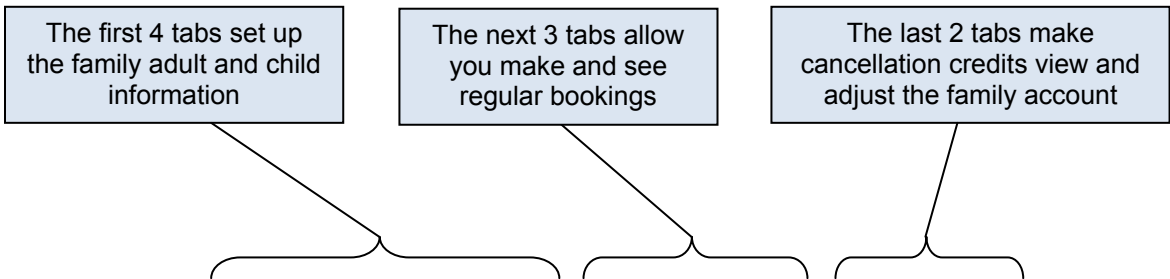 The first 4 tabs set up
the family adult and child
information
The next 3 tabs allow
you make and see
regular bookings
The last 2 tabs make
cancellation credits view and
adjust the family account